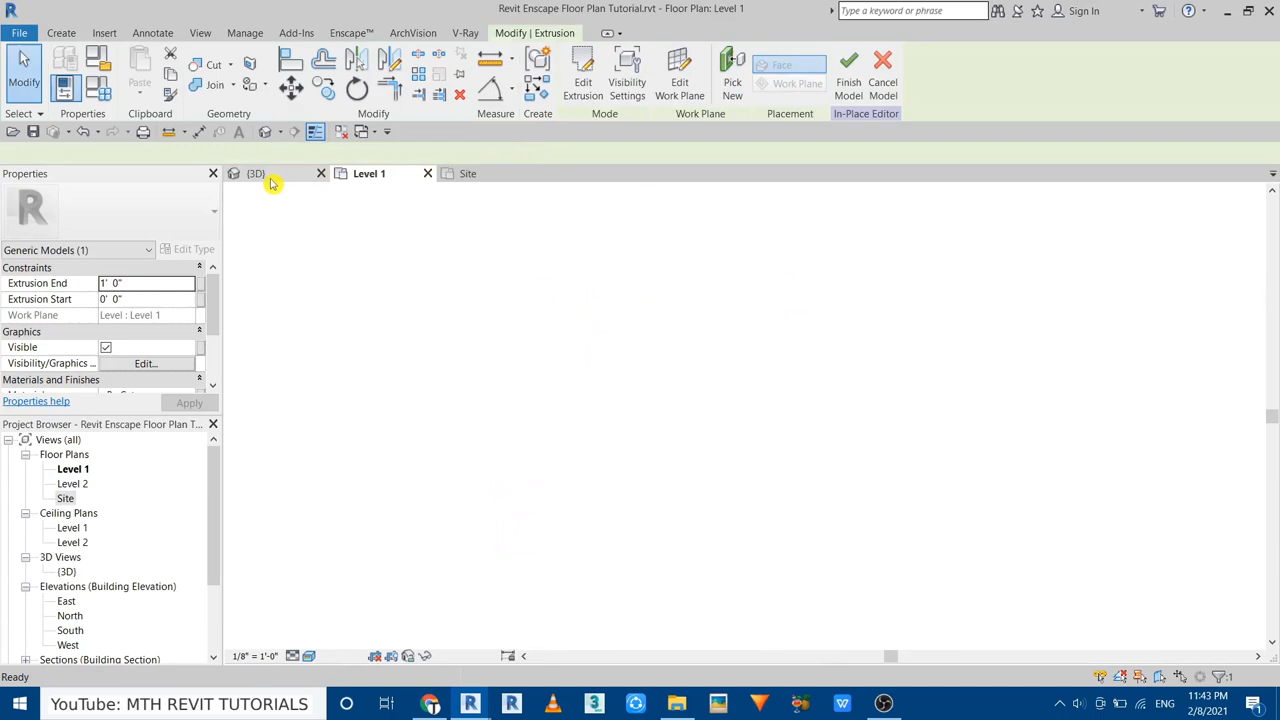 Revit Enscape Floor Plan Tutorial.rvt - Floor Plan: Level 1
Type a keyword or phrase
Sign In
File Create Insert Annotate View Manage Add-Ins Enscape™ ArchVision V-Ray Modify | Extrusion
Modify
Paste
Cut
Join
Edit Extrusion
Visibility Settings
Edit Work Plane
Pick New
Face
Work Plane
Finish Model
Cancel Model
Select Properties Clipboard Geometry Modify Measure Create Mode Work Plane Placement In-Place Editor
Properties
{3D} Level 1 Site
Generic Models (1) Edit Type
Constraints
Extrusion End 1' 0"
Extrusion Start 0' 0"
Work Plane Level : Level 1
Graphics
Visible
Visibility/Graphics ... Edit...
Materials and Finishes
Properties help Apply
Project Browser - Revit Enscape Floor Plan T...
Views (all)
Floor Plans
Level 1
Level 2
Site
Ceiling Plans
Level 1
Level 2
3D Views
{3D}
Elevations (Building Elevation)
East
North
South
West
Sections (Building Section)
1/8" = 1'-0"
Ready
:1
YouTube: MTH REVIT TUTORIALS
ENG
11:43 PM
2/8/2021